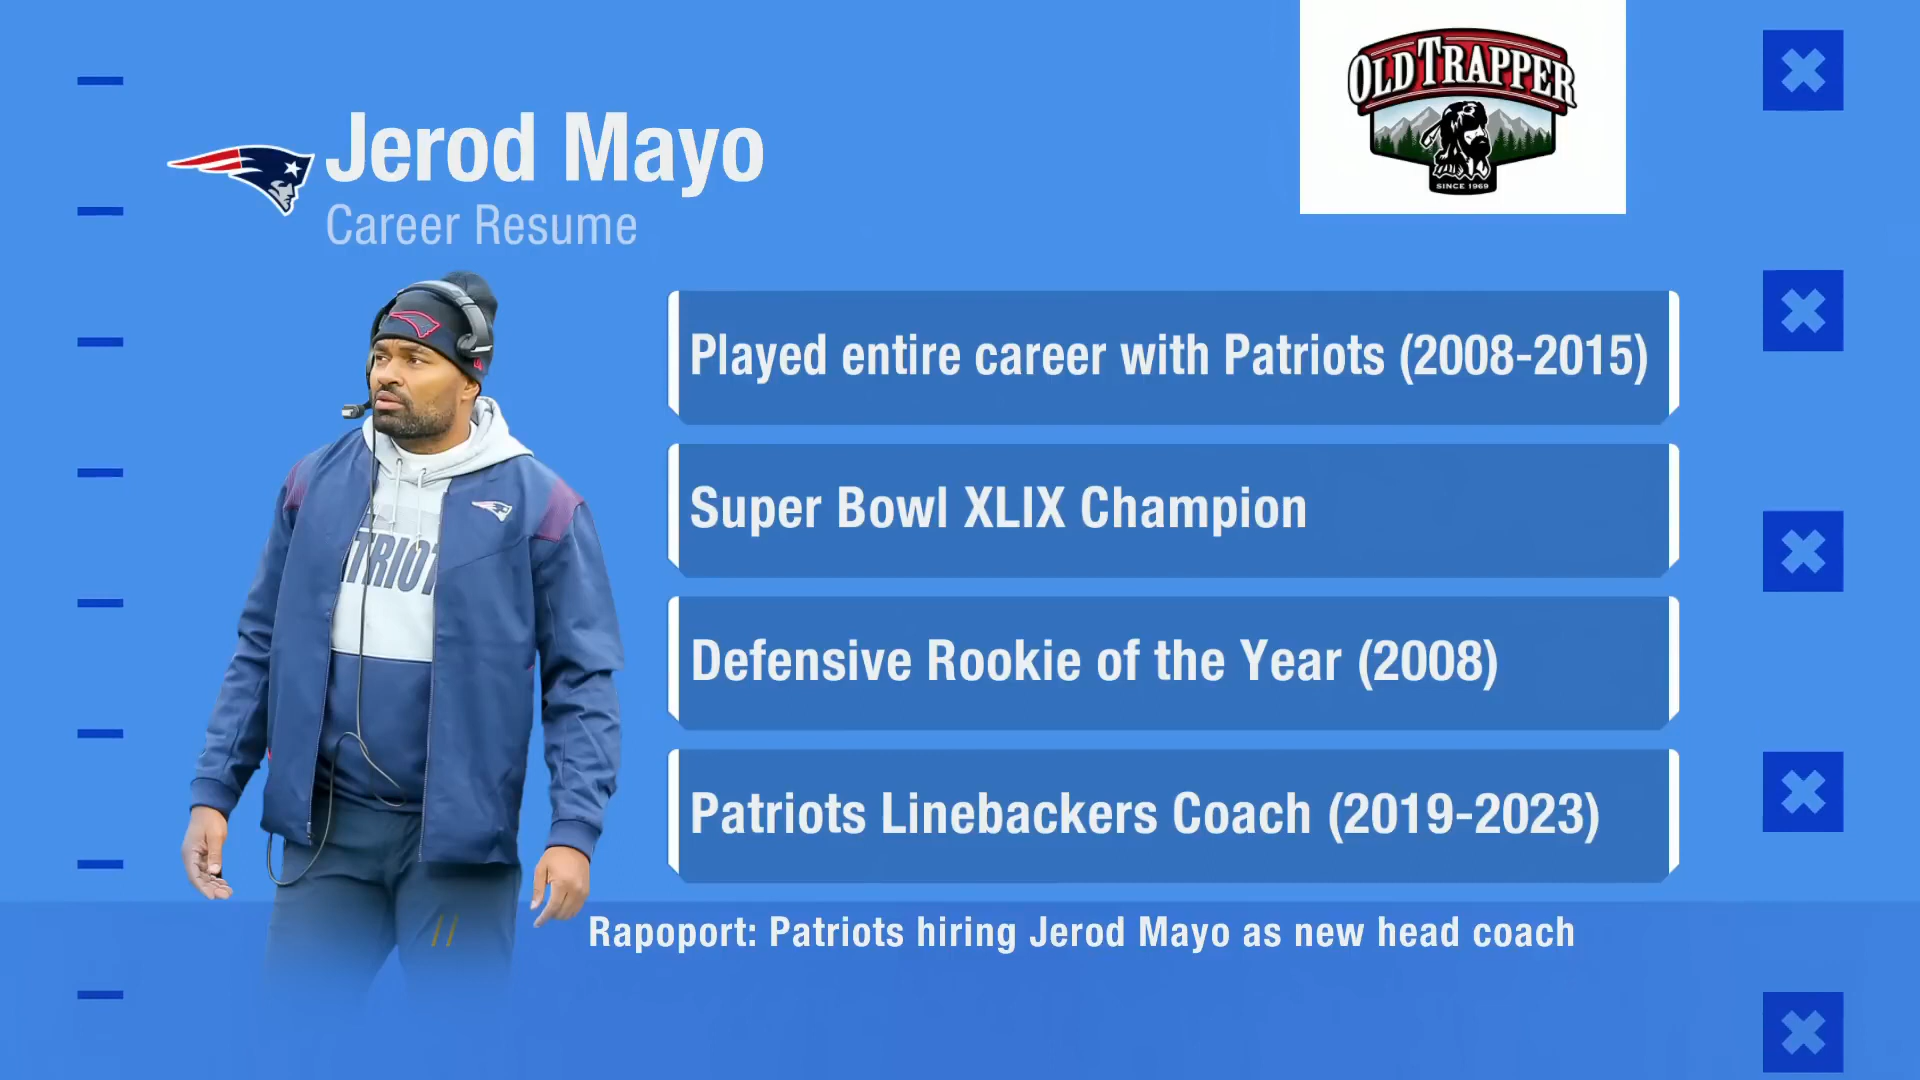 OLD TRAPPER
SINCE 1969
Jerod Mayo
Career Resume
Played entire career with Patriots (2008-2015)
Super Bowl XLIX Champion
Defensive Rookie of the Year (2008)
Patriots Linebackers Coach (2019-2023)
Rapoport: Patriots hiring Jerod Mayo as new head coach